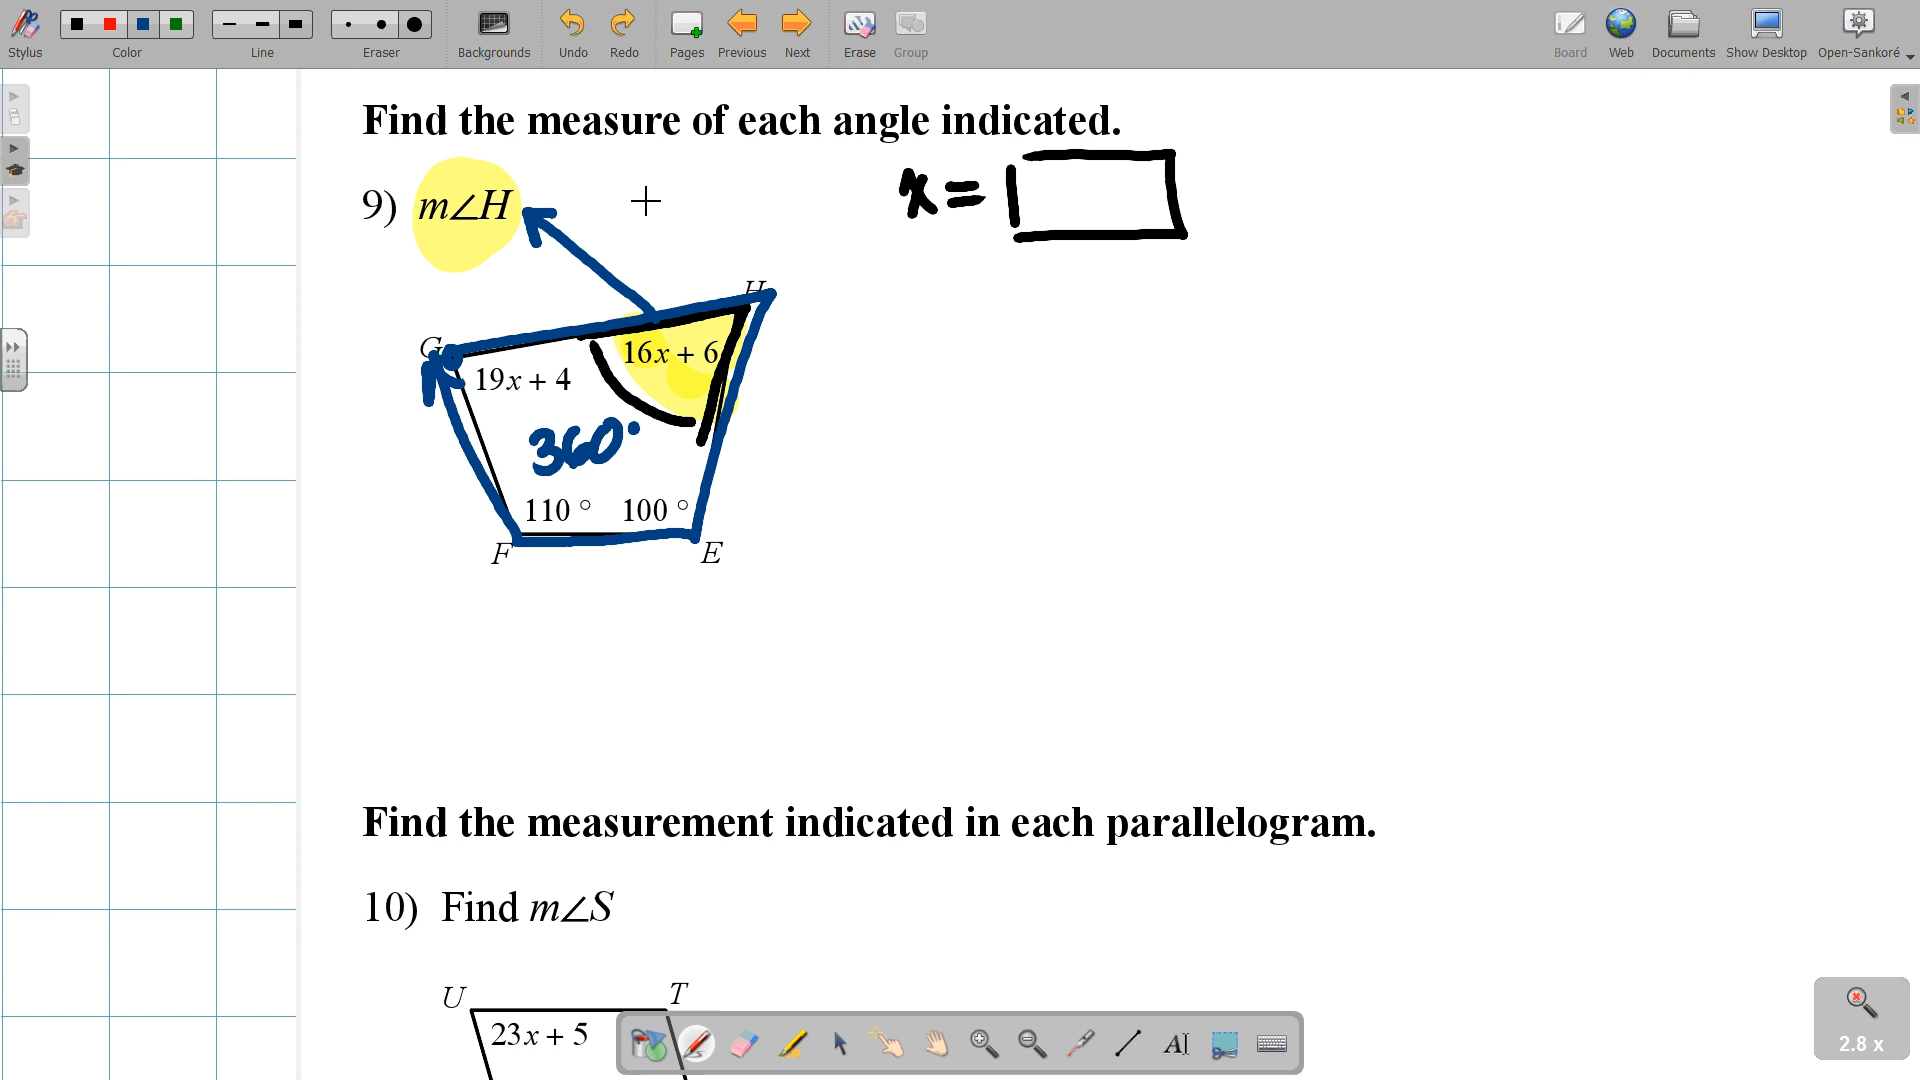 Stylus Color Line Eraser Backgrounds Undo Redo Pages Previous Next Erase Group Board Web Documents Show Desktop Open-Sankoré
Find the measure of each angle indicated.
9) m∠H
x =
H
G
16x + 6
19x + 4
360°
110 ° 100 °
F E
Find the measurement indicated in each parallelogram.
10) Find m∠S
U T
23x + 5
2.8 x